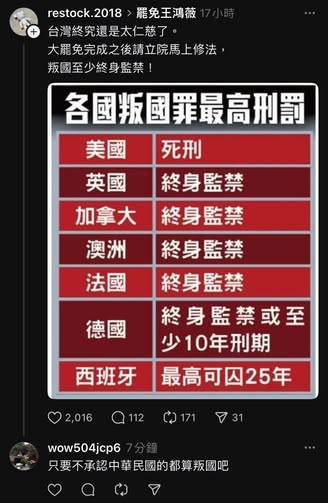 restock.2018 > 罷免王鴻薇 17小時
台灣終究還是太仁慈了。
大罷免完成之後請立院馬上修法，
叛國至少終身監禁！
各國叛國罪最高刑罰
美國 死刑
英國 終身監禁
加拿大 終身監禁
澳洲 終身監禁
法國 終身監禁
德國 終身監禁或至
少10年刑期
西班牙 最高可囚25年
2,016 112 171 31
wow504jcp6 7分鐘
只要不承認中華民國的都算叛國吧